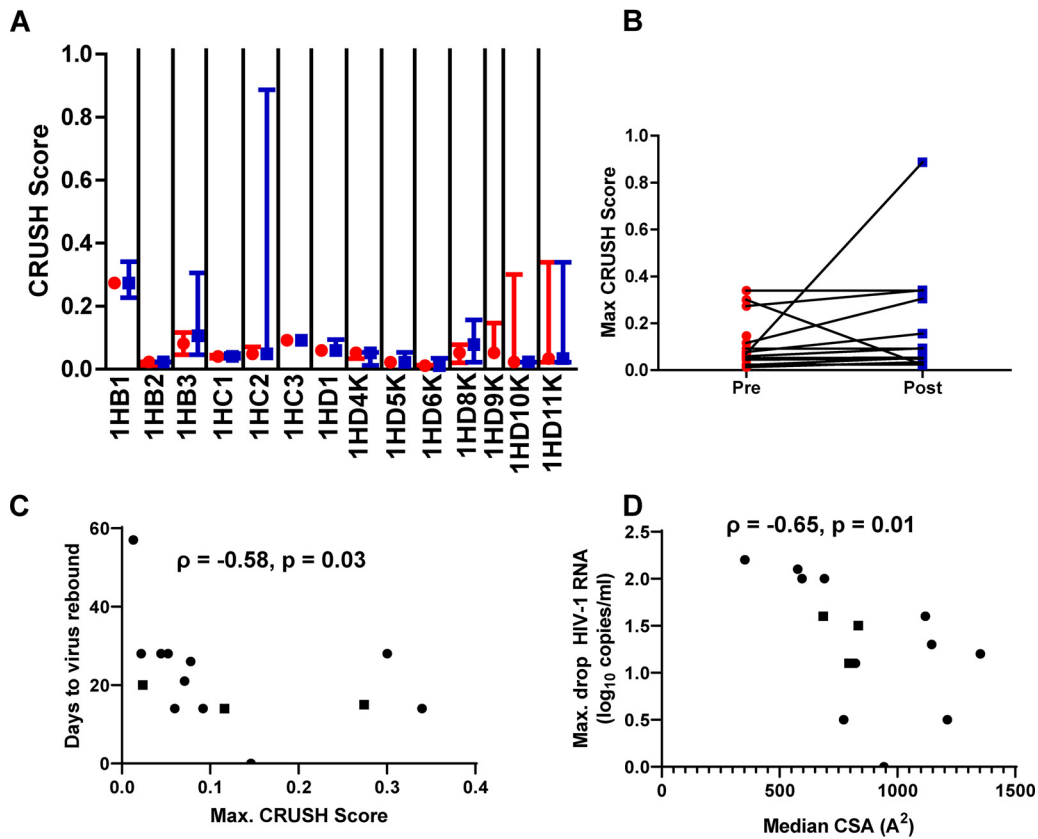 A
CRUSH Score
1.0
0.8
0.6
0.4
0.2
0.0
1HB1
1HB2
1HB3
1HC1
1HC2
1HC3
1HD1
1HD4K
1HD5K
1HD6K
1HD8K
1HD9K
1HD10K
1HD11K
B
Max CRUSH Score
1.0
0.8
0.6
0.4
0.2
0.0
Pre Post
C
ρ = -0.58, p = 0.03
Days to virus rebound
60
40
20
0
0.0 0.1 0.2 0.3 0.4
Max. CRUSH Score
D
ρ = -0.65, p = 0.01
Max. drop HIV-1 RNA
(log₁₀ copies/ml)
2.5
2.0
1.5
1.0
0.5
0.0
0 500 1000 1500
Median CSA (A²)